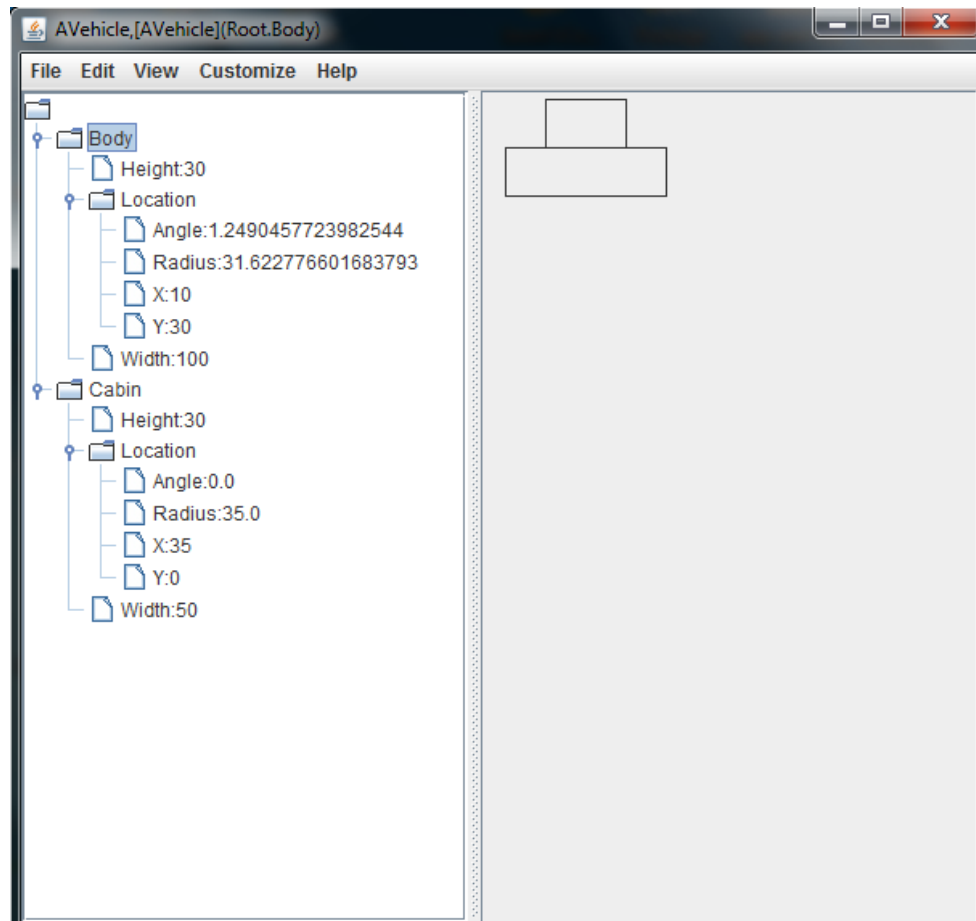 AVehicle,[AVehicle](Root.Body)
File Edit View Customize Help
Body
Height:30
Location
Angle:1.2490457723982544
Radius:31.622776601683793
X:10
Y:30
Width:100
Cabin
Height:30
Location
Angle:0.0
Radius:35.0
X:35
Y:0
Width:50